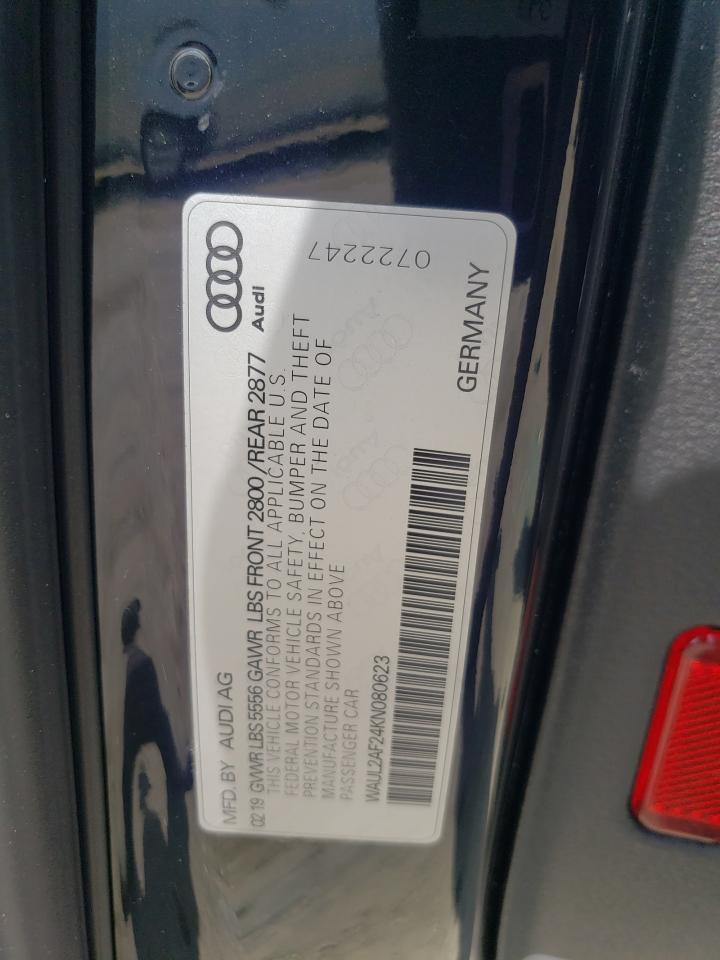 MFD. BY AUDI AG
02 19 GVWR LBS 5556 GAWR LBS FRONT 2800 /REAR 2877
THIS VEHICLE CONFORMS TO ALL APPLICABLE U.S.
FEDERAL MOTOR VEHICLE SAFETY, BUMPER AND THEFT
PREVENTION STANDARDS IN EFFECT ON THE DATE OF
MANUFACTURE SHOWN ABOVE
PASSENGER CAR
WAUL2AF24KN080623
Audi
0722247
GERMANY